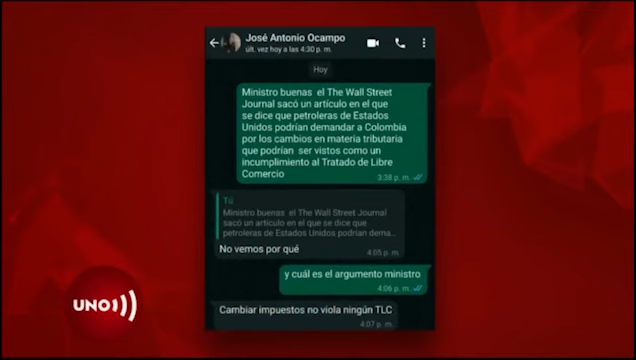 José Antonio Ocampo
últ. vez hoy a las 4:30 p. m.
Hoy
Ministro buenas el The Wall Street
Journal sacó un artículo en el que
se dice que petroleras de Estados
Unidos podrían demandar a Colombia
por los cambios en materia tributaria
que podrían ser vistos como un
incumplimiento al Tratado de Libre
Comercio
3:38 p. m.
Tú
Ministro buenas el The Wall Street Journal
sacó un artículo en el que se dice que
petroleras de Estados Unidos podrían dema...
No vemos por qué
4:05 p. m.
y cuál es el argumento ministro
4:06 p. m.
Cambiar impuestos no viola ningún TLC
4:07 p. m.
UNO1